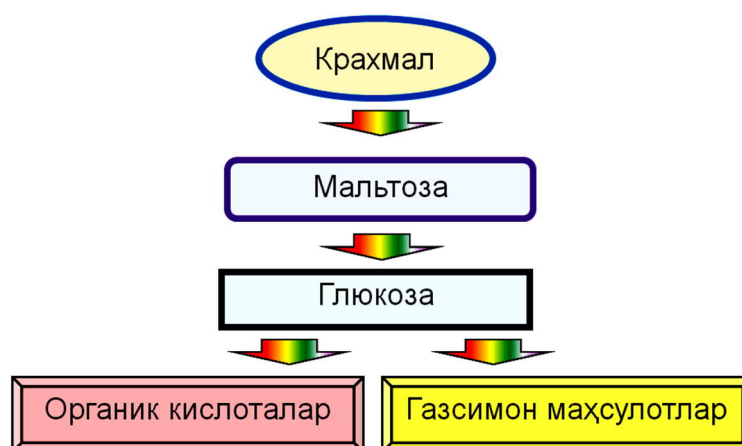 Крахмал
Мальтоза
Глюкоза
Органик кислоталар
Газсимон маҳсулотлар